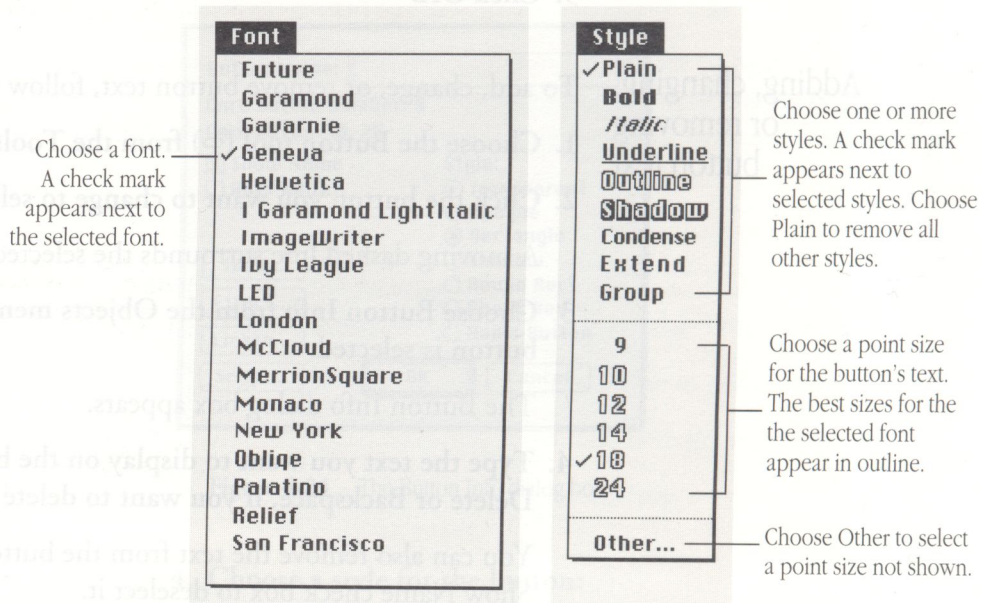 Font
Future
Garamond
Gavarnie
Geneva
Helvetica
I Garamond LightItalic
ImageWriter
Ivy League
LED
London
McCloud
MerrionSquare
Monaco
New York
Obliqe
Palatino
Relief
San Francisco
Choose a font.
A check mark
appears next to
the selected font.
Style
Plain
Bold
Italic
Underline
Outline
Shadow
Condense
Extend
Group
9
10
12
14
18
24
Other...
Choose one or more
styles. A check mark
appears next to
selected styles. Choose
Plain to remove all
other styles.
Choose a point size
for the button's text.
The best sizes for the
the selected font
appear in outline.
Choose Other to select
a point size not shown.